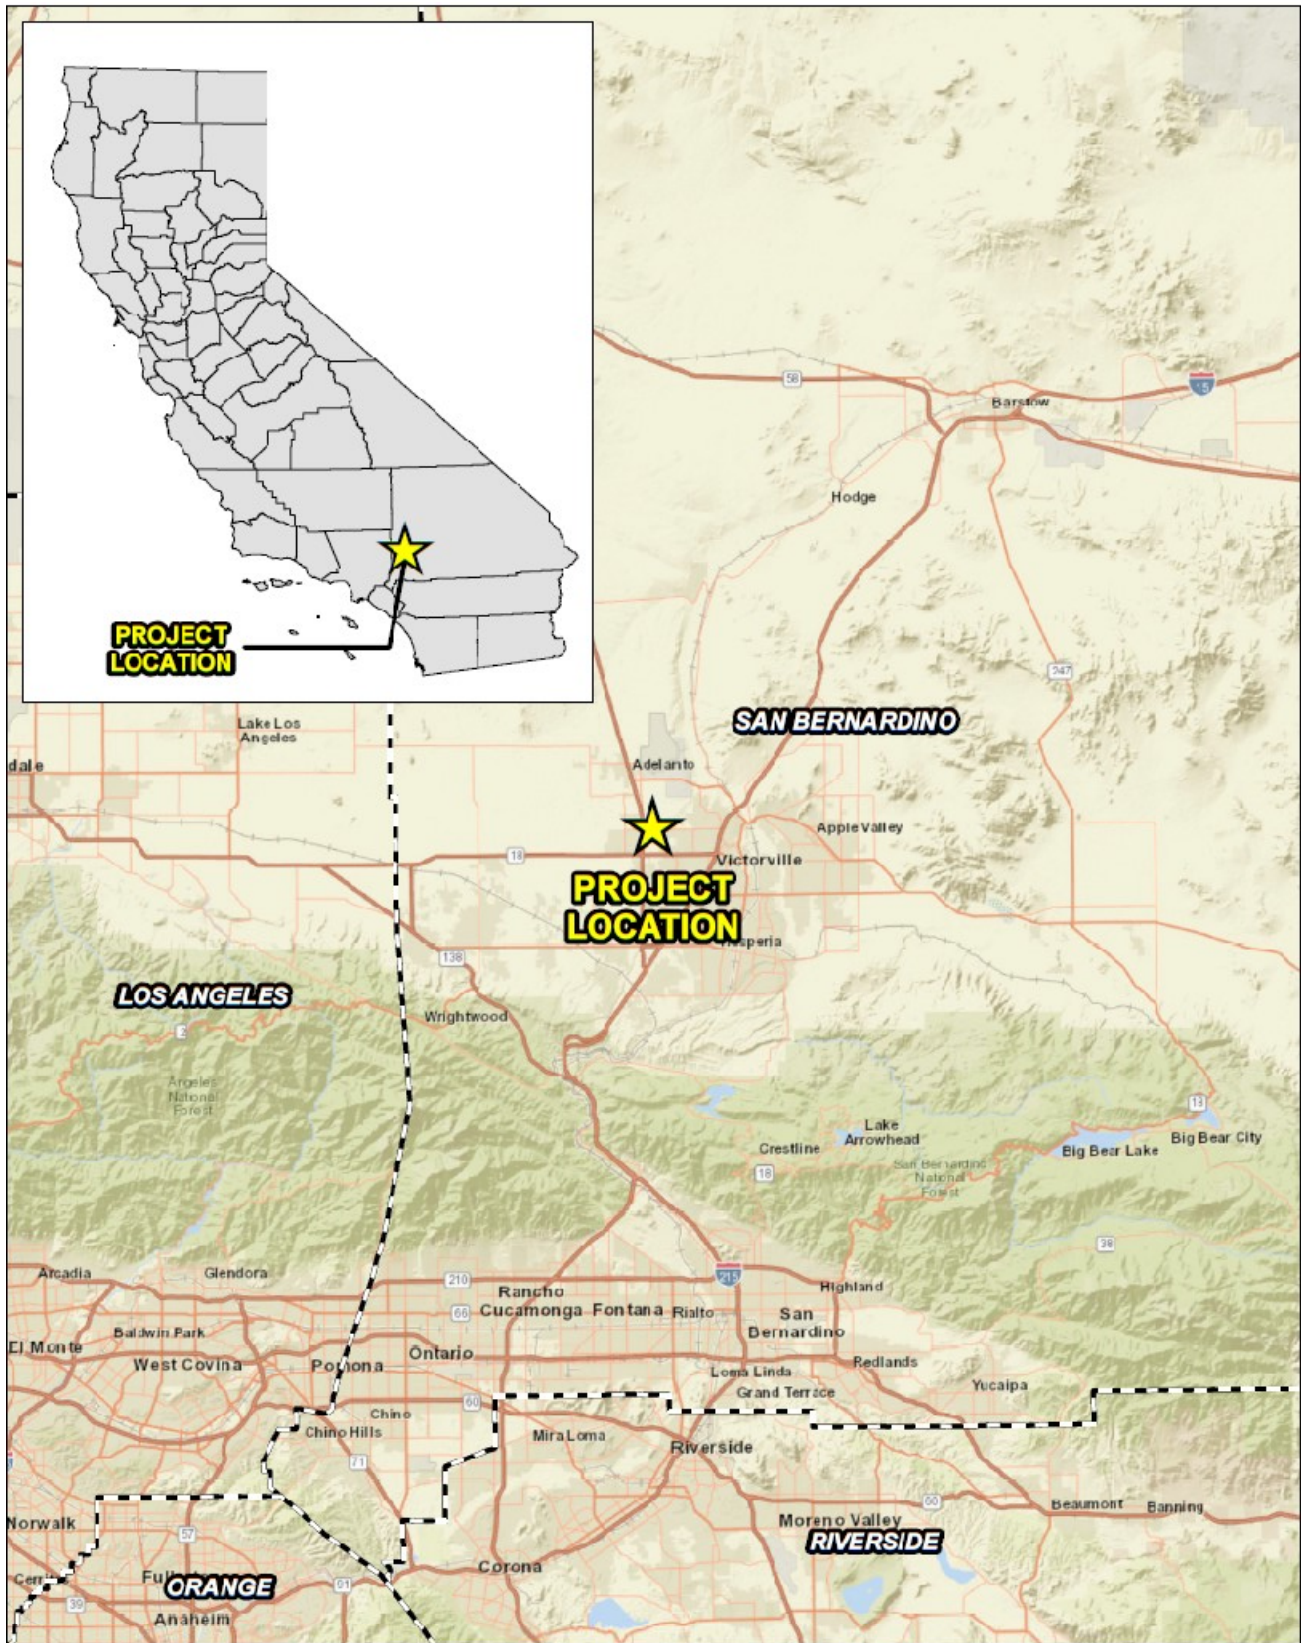 PROJECT
LOCATION
58
15
Barstow
Hodge
247
SAN BERNARDINO
Lake Los
Angeles
dale
Adelanto
Apple Valley
18
Victorville
PROJECT
LOCATION
138
LOS ANGELES
2
Wrightwood
Angeles
National
Forest
18
Lake
Arrowhead
Big Bear City
Crestline
Big Bear Lake
18
San Bernardino
National
Forest
38
Arcadia
Glendora
210
215
Highland
Rancho
Cucamonga
Fontana
Rialto
San
Bernardino
66
Baldwin Park
El Monte
West Covina
Pomona
Ontario
Redlands
Loma Linda
Grand Terrace
Yucaipa
60
Chino
Chino Hills
Mira Loma
Riverside
71
60
Beaumont
Banning
Norwalk
57
Moreno Valley
RIVERSIDE
Corona
91
ORANGE
39
Anaheim